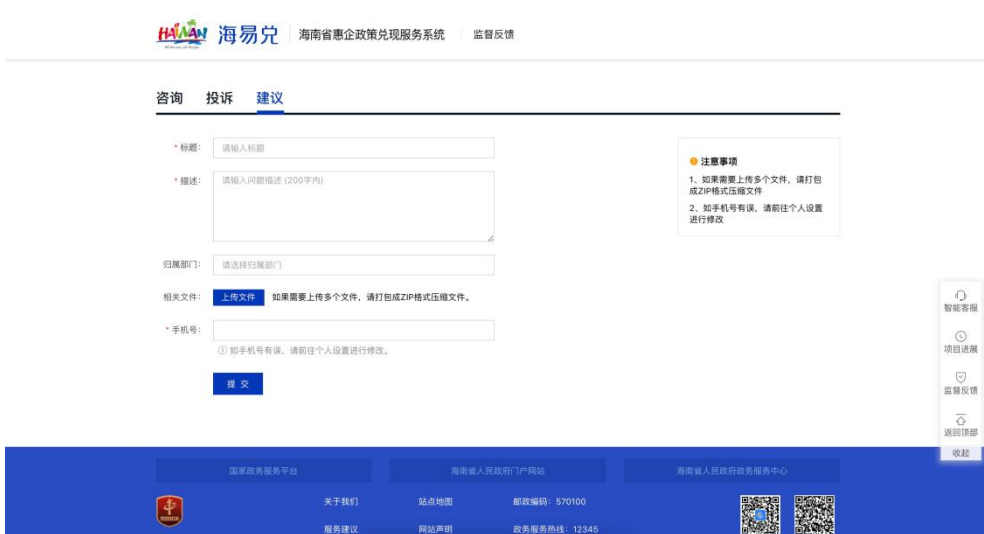 HAINAN 海易兑 海南省惠企政策兑现服务系统 监督反馈
咨询 投诉 建议
* 标题： 请输入标题
* 描述： 请输入问题描述 (200字内)
归属部门： 请选择归属部门
相关文件： 上传文件 如果需要上传多个文件，请打包成ZIP格式压缩文件。
* 手机号：
① 如手机号有误，请前往个人设置进行修改。
提 交
注意事项
1、如果需要上传多个文件，请打包
成ZIP格式压缩文件
2、如手机号有误，请前往个人设置
进行修改
智能客服
项目进展
监督反馈
返回顶部
收起
国家政务服务平台 海南省人民政府门户网站 海南省人民政府政务服务中心
关于我们 站点地图 邮政编码：570100
服务建议 网站声明 政务服务热线：12345